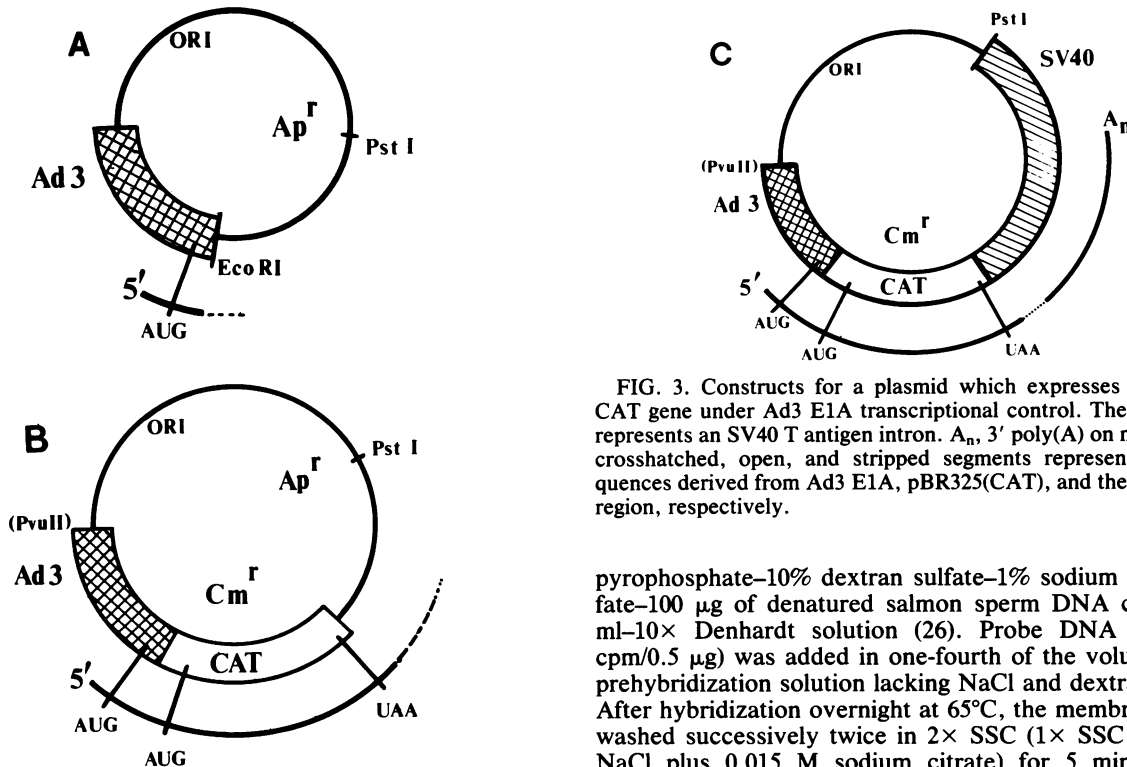 A
ORI
Ap^r
Pst I
Ad 3
Eco RI
5'
AUG
B
ORI
Pst I
Ap^r
(PvuII)
Ad 3
Cm^r
CAT
5'
AUG
AUG
UAA
C
Pst I
ORI
SV40
A_n
(PvuII)
Ad 3
Cm^r
CAT
5'
AUG
AUG
UAA
FIG. 3. Constructs for a plasmid which expresses
CAT gene under Ad3 E1A transcriptional control. The
represents an SV40 T antigen intron. A_n, 3' poly(A) on
crosshatched, open, and stripped segments represen
quences derived from Ad3 E1A, pBR325(CAT), and the
region, respectively.
pyrophosphate–10% dextran sulfate–1% sodium
fate–100 μg of denatured salmon sperm DNA
ml–10× Denhardt solution (26). Probe DNA
cpm/0.5 μg) was added in one-fourth of the volu
prehybridization solution lacking NaCl and dextra
After hybridization overnight at 65°C, the membr
washed successively twice in 2× SSC (1× SSC
NaCl plus 0.015 M sodium citrate) for 5 min